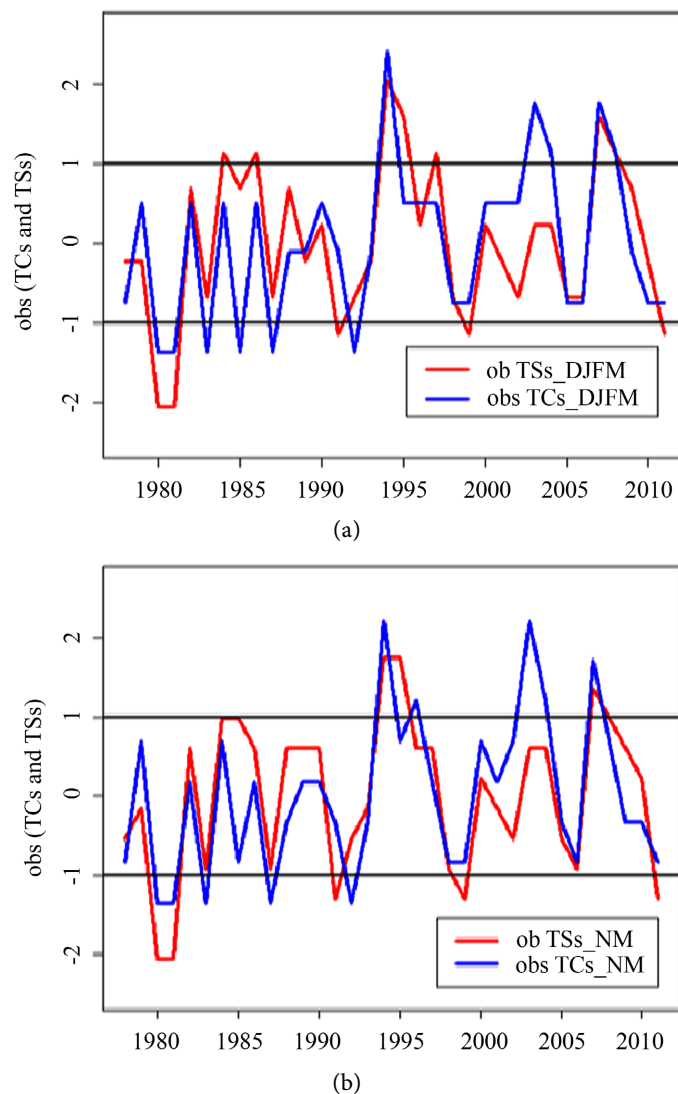 obs (TCs and TSs)
2
1
0
-1
-2
ob TSs_DJFM
obs TCs_DJFM
1980 1985 1990 1995 2000 2005 2010
(a)
obs (TCs and TSs)
2
1
0
-1
-2
ob TSs_NM
obs TCs_NM
1980 1985 1990 1995 2000 2005 2010
(b)